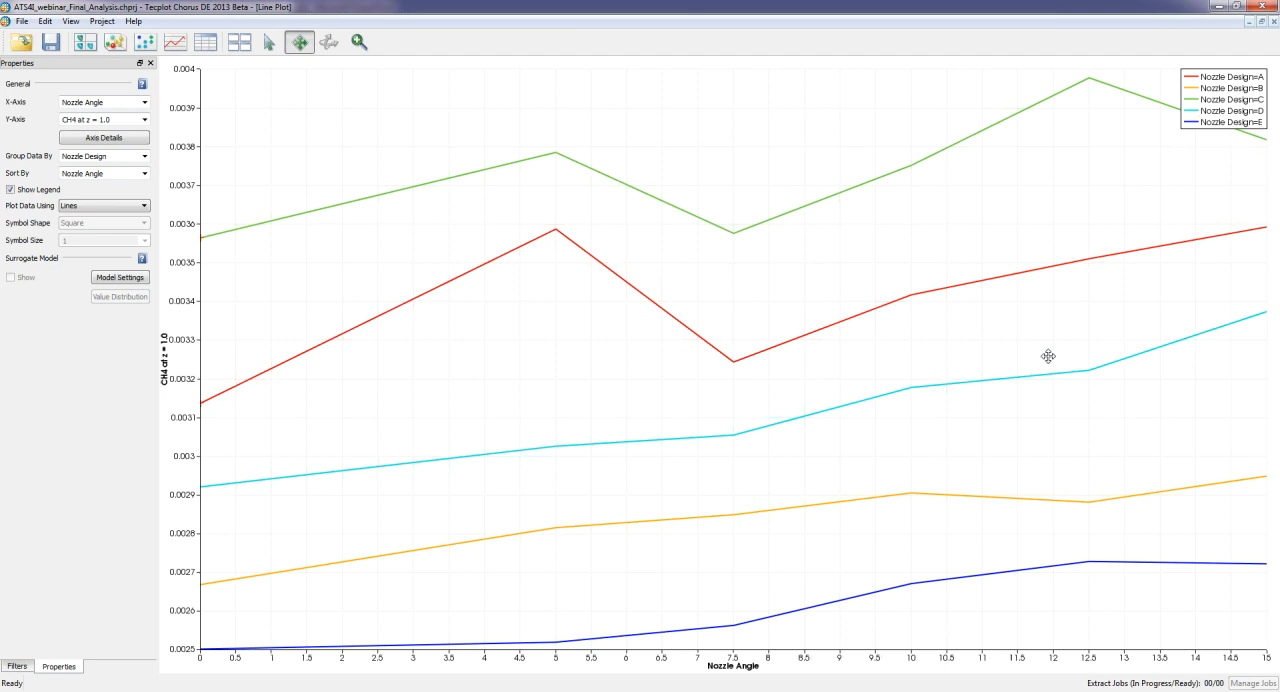 ATS4I_webinar_Final_Analysis.chprj - Tecplot Chorus DE 2013 Beta - [Line Plot]
File Edit View Project Help
Properties
General
X-Axis Nozzle Angle
Y-Axis CH4 at z = 1.0
Axis Details
Group Data By Nozzle Design
Sort By Nozzle Angle
Show Legend
Plot Data Using Lines
Symbol Shape Square
Symbol Size 1
Surrogate Model
Show Model Settings
Value Distribution
Filters Properties
Ready
0.004
0.0039
0.0038
0.0037
0.0036
0.0035
0.0034
0.0033
0.0032
0.0031
0.003
0.0029
0.0028
0.0027
0.0026
0.0025
CH4 at z = 1.0
Nozzle Design=A
Nozzle Design=B
Nozzle Design=C
Nozzle Design=D
Nozzle Design=E
0 0.5 1 1.5 2 2.5 3 3.5 4 4.5 5 5.5 6 6.5 7 7.5 8 8.5 9 9.5 10 10.5 11 11.5 12 12.5 13 13.5 14 14.5 15
Nozzle Angle
Extract Jobs (In Progress/Ready): 00/00 Manage Jobs